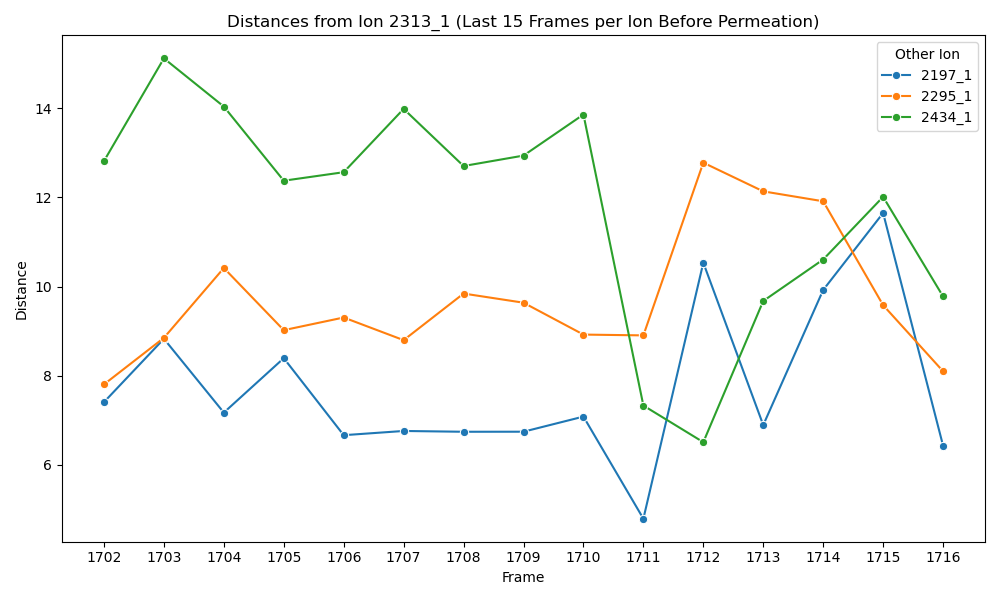 Distances from Ion 2313_1 (Last 15 Frames per Ion Before Permeation)
Other Ion
2197_1
2295_1
2434_1
Distance
14
12
10
8
6
1702 1703 1704 1705 1706 1707 1708 1709 1710 1711 1712 1713 1714 1715 1716
Frame